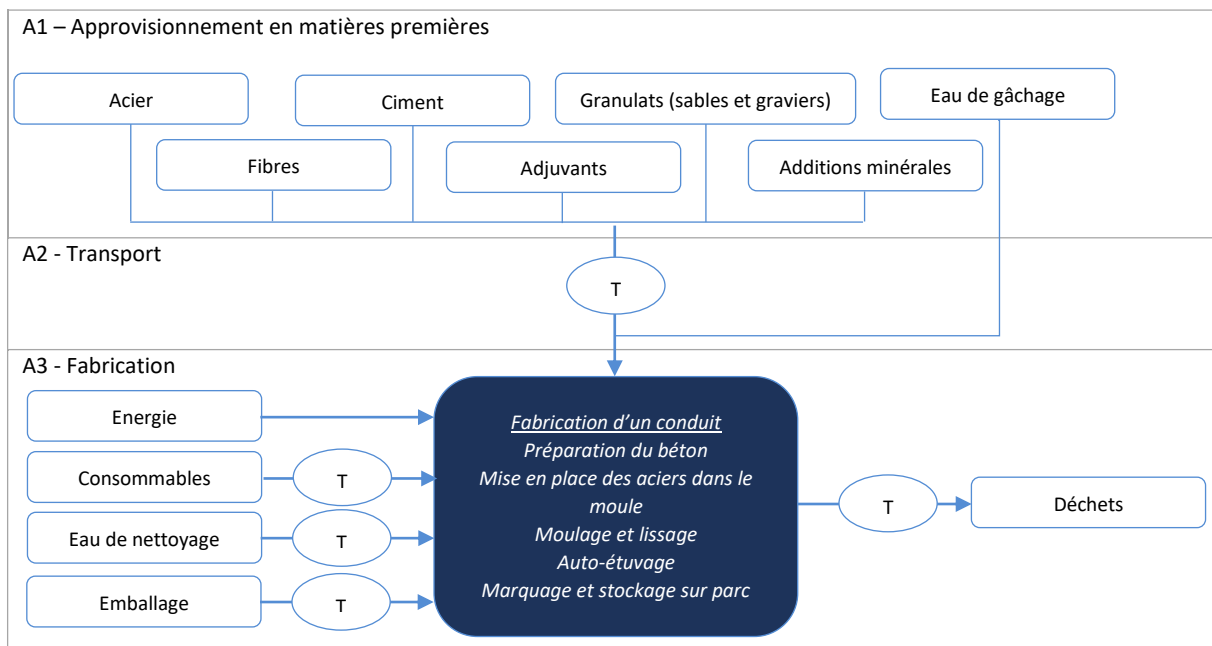 A1 – Approvisionnement en matières premières
Acier
Ciment
Granulats (sables et graviers)
Eau de gâchage
Fibres
Adjuvants
Additions minérales
A2 - Transport
T
A3 - Fabrication
Energie
Consommables
T
Eau de nettoyage
T
Emballage
T
Fabrication d’un conduit
Préparation du béton
Mise en place des aciers dans le
moule
Moulage et lissage
Auto-étuvage
Marquage et stockage sur parc
T
Déchets